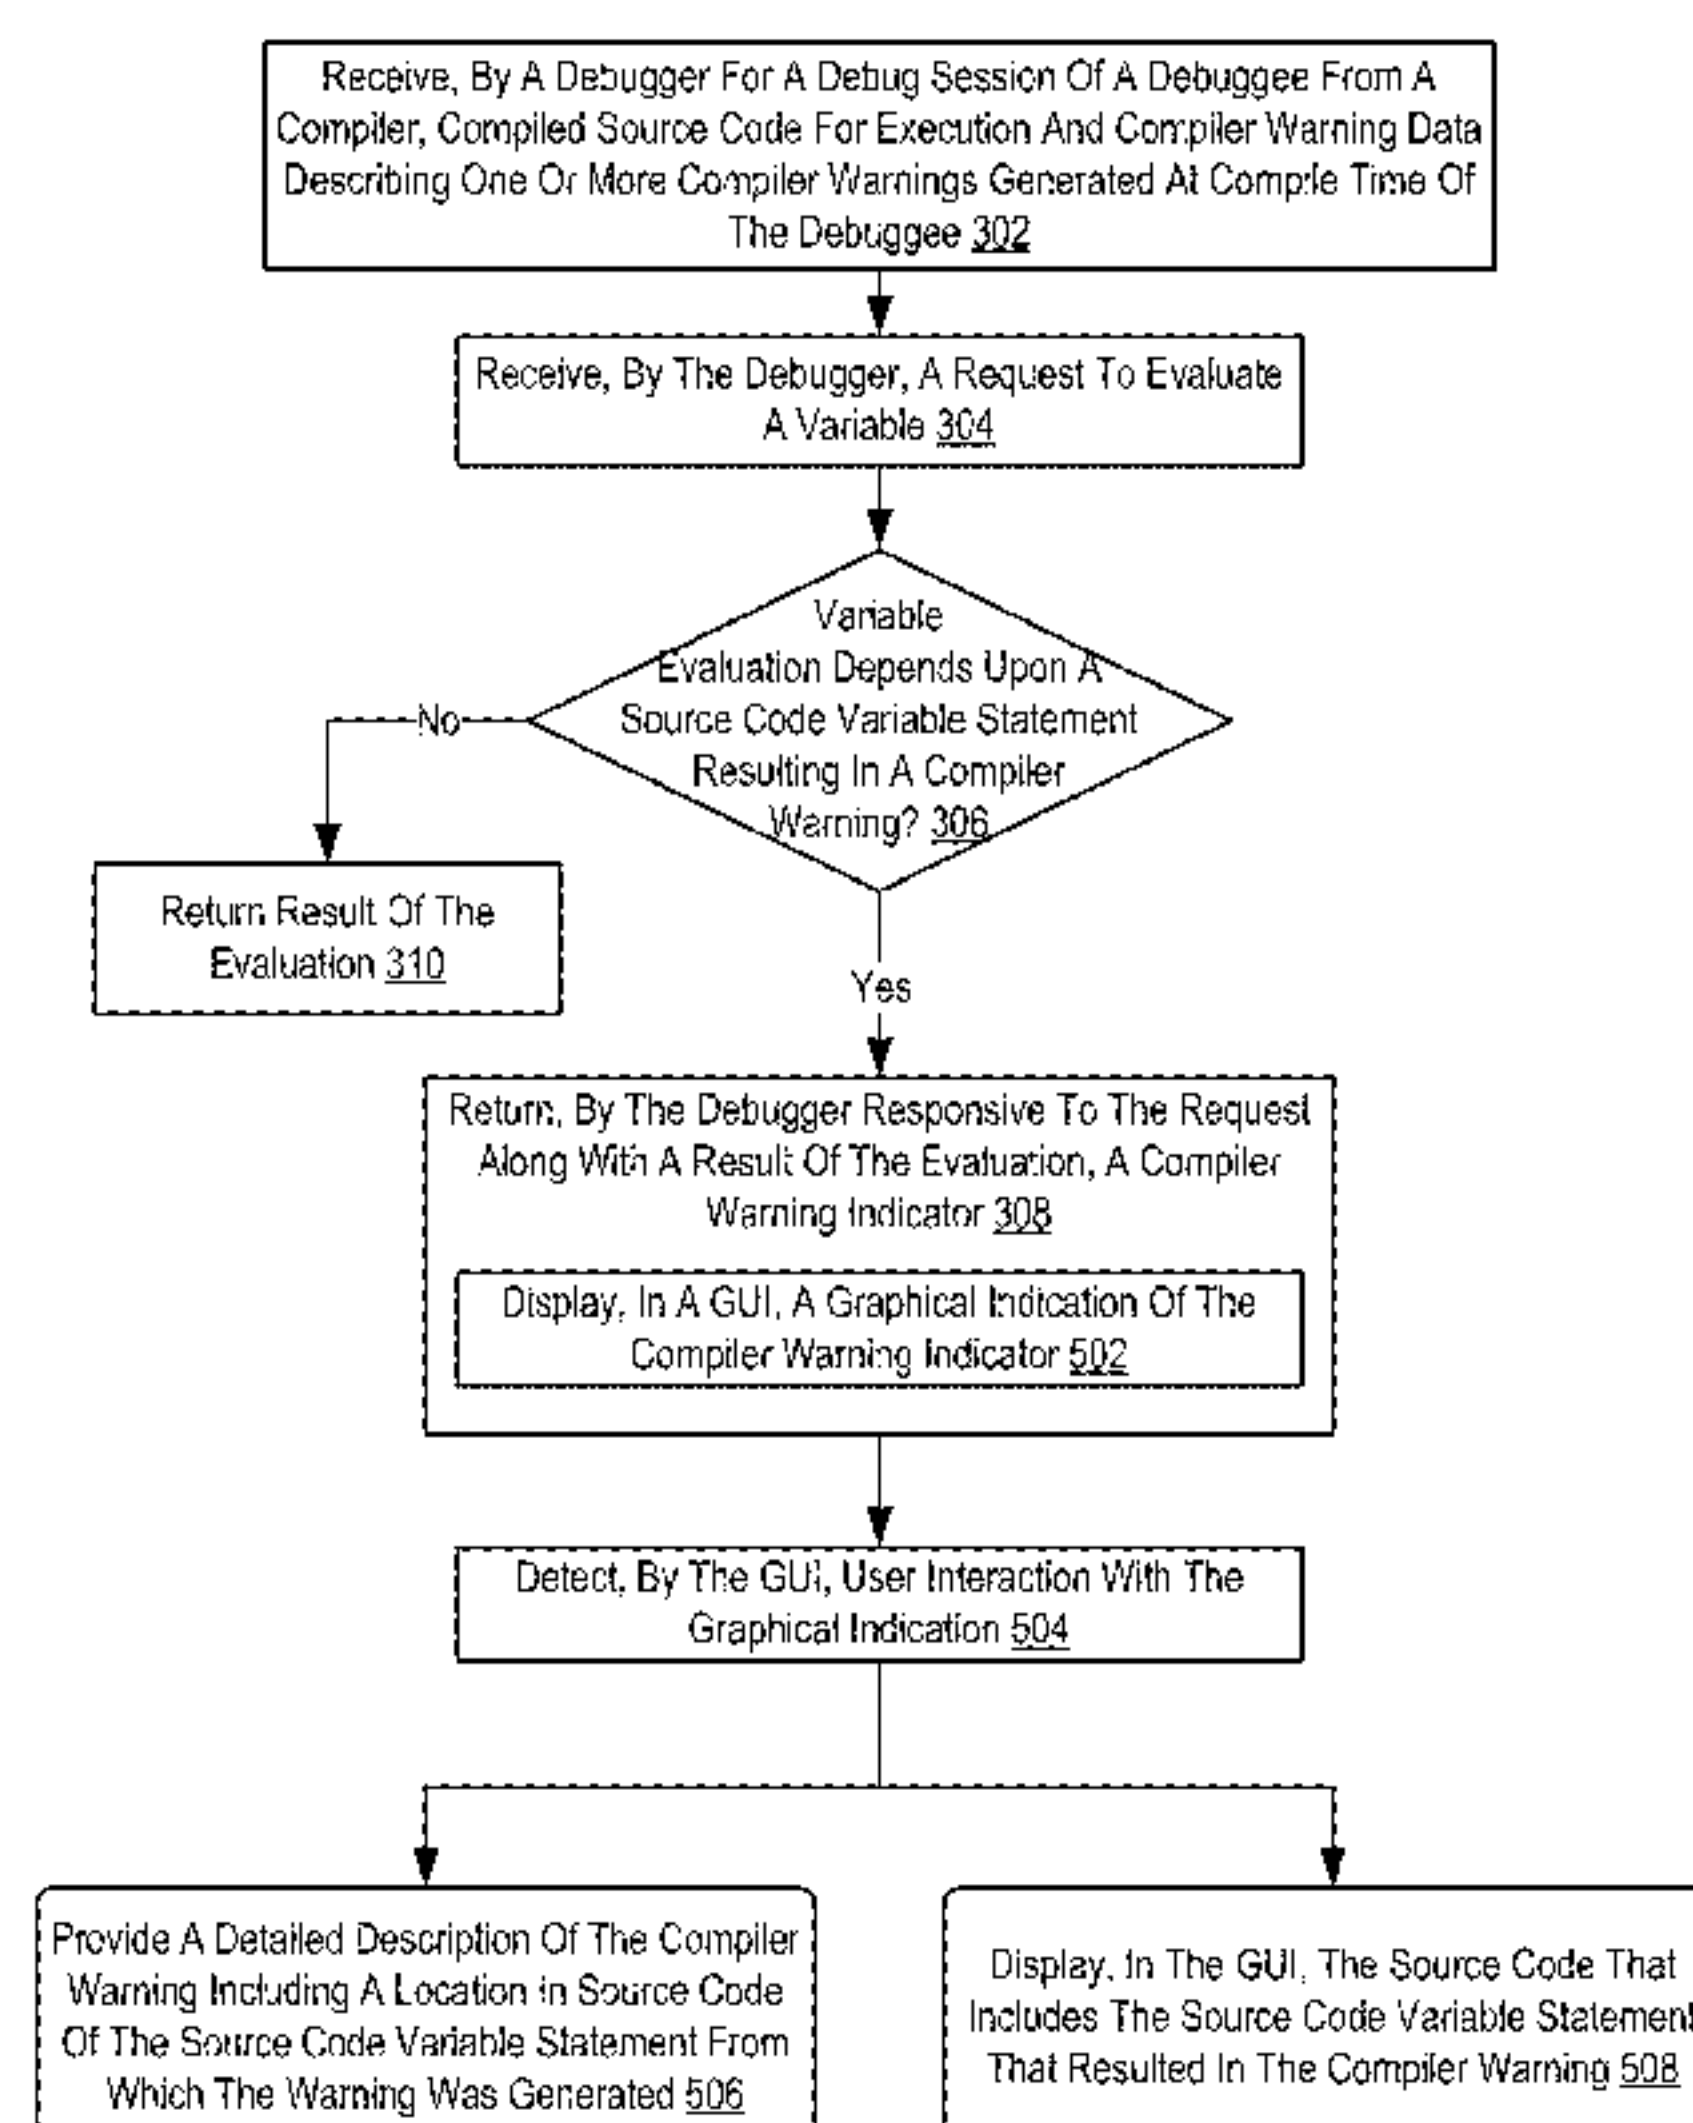 Receive, By A Debugger For A Debug Session Of A Debuggee From A
Compiler, Compiled Source Code For Execution And Compiler Warning Data
Describing One Or More Compiler Warnings Generated At Compile Time Of
The Debuggee 302
Receive, By The Debugger, A Request To Evaluate
A Variable 304
Variable
Evaluation Depends Upon A
Source Code Variable Statement
Resulting In A Compiler
Warning? 306
No
Return Result Of The
Evaluation 310
Yes
Return, By The Debugger Responsive To The Request
Along With A Result Of The Evaluation, A Compiler
Warning Indicator 308
Display, In A GUI, A Graphical Indication Of The
Compiler Warning Indicator 502
Detect, By The GUI, User Interaction With The
Graphical Indication 504
Provide A Detailed Description Of The Compiler
Warning Including A Location in Source Code
Of The Source Code Variable Statement From
Which The Warning Was Generated 506
Display, In The GUI, The Source Code That
Includes The Source Code Variable Statement
That Resulted In The Compiler Warning 508